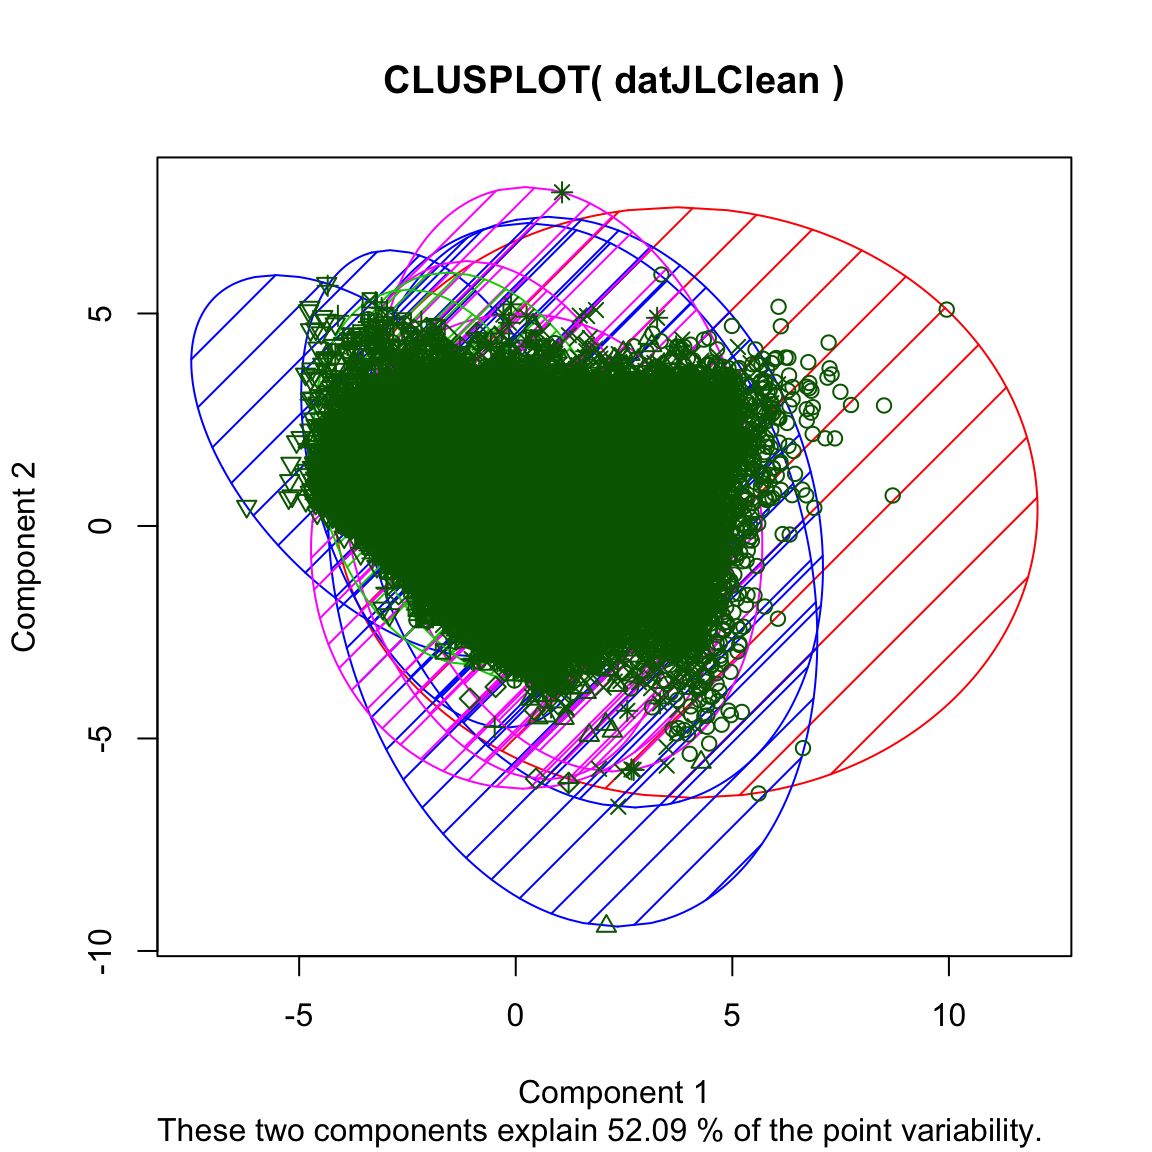 CLUSPLOT( datJLClean )
Component 2
5
0
-5
-10
-5
0
5
10
Component 1
These two components explain 52.09 % of the point variability.